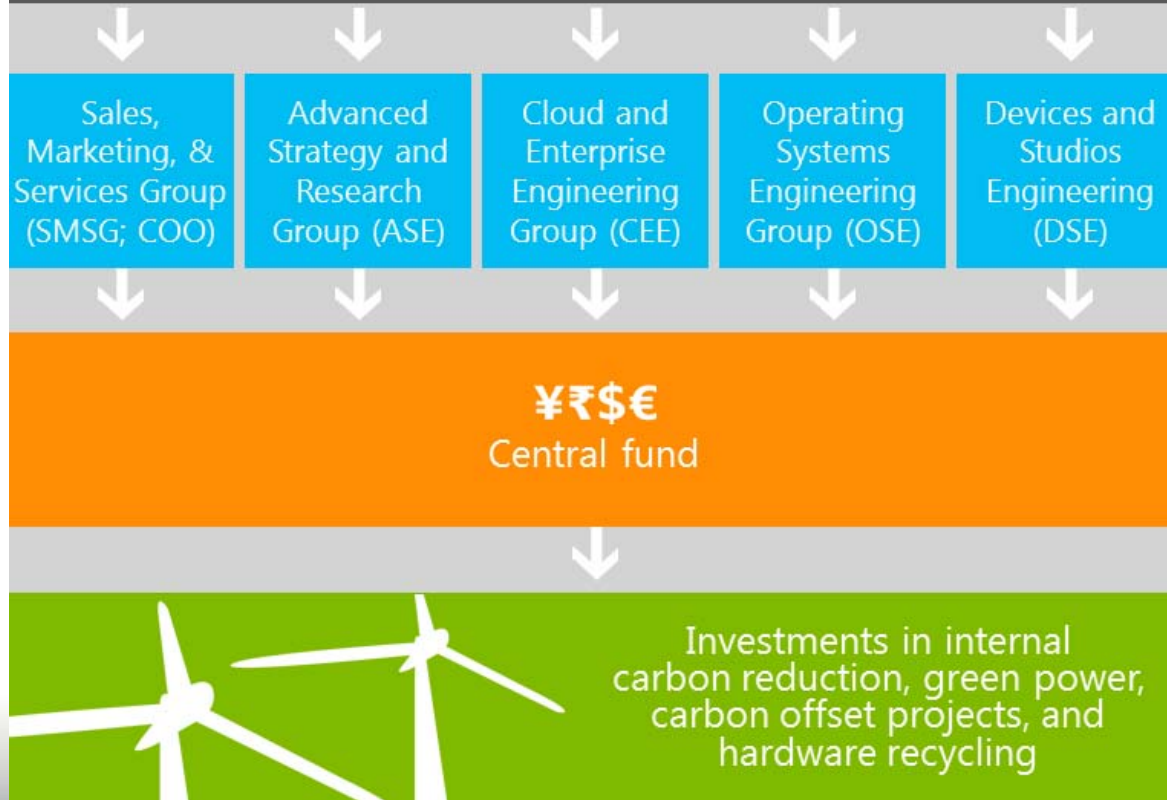 Sales,
Marketing, &
Services Group
(SMSG; COO)
Advanced
Strategy and
Research
Group (ASE)
Cloud and
Enterprise
Engineering
Group (CEE)
Operating
Systems
Engineering
Group (OSE)
Devices and
Studios
Engineering
(DSE)
¥₹$€
Central fund
Investments in internal
carbon reduction, green power,
carbon offset projects, and
hardware recycling